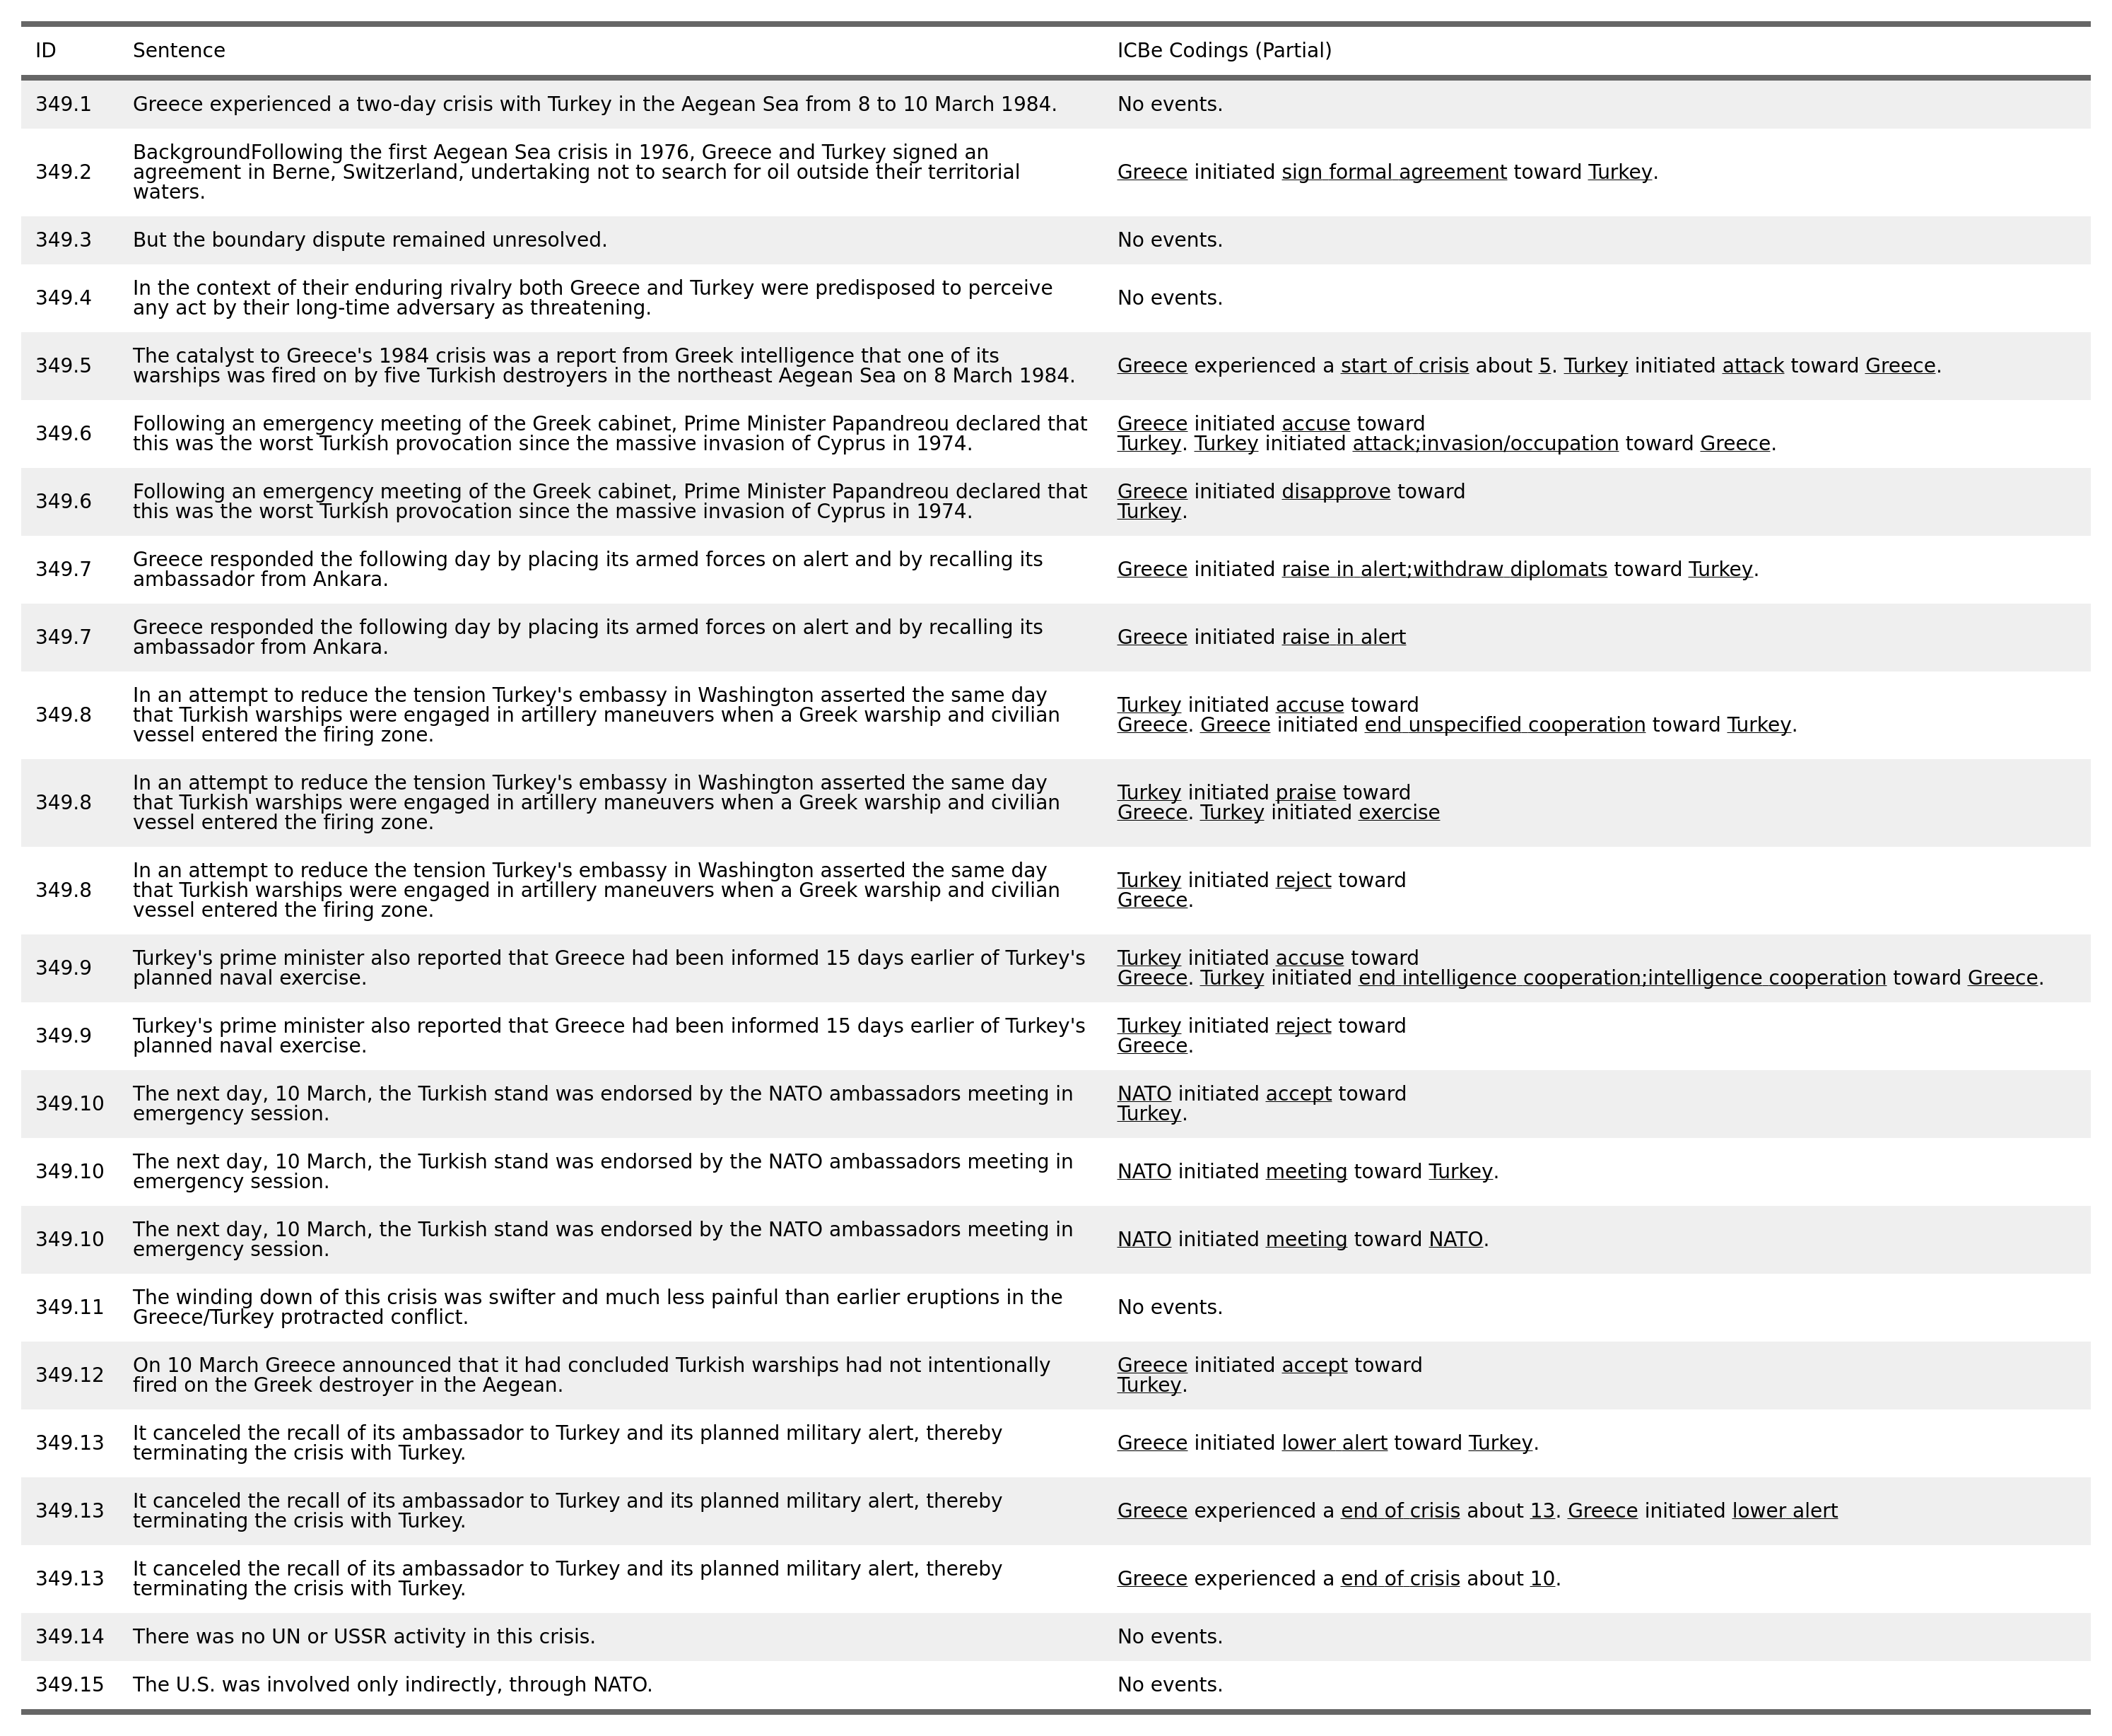 ID Sentence ICBe Codings (Partial)
349.1 Greece experienced a two-day crisis with Turkey in the Aegean Sea from 8 to 10 March 1984. No events.
349.2
BackgroundFollowing the first Aegean Sea crisis in 1976, Greece and Turkey signed an
agreement in Berne, Switzerland, undertaking not to search for oil outside their territorial
waters.
Greece initiated sign formal agreement toward Turkey.
349.3 But the boundary dispute remained unresolved. No events.
349.4
In the context of their enduring rivalry both Greece and Turkey were predisposed to perceive
any act by their long-time adversary as threatening.
No events.
349.5
The catalyst to Greece's 1984 crisis was a report from Greek intelligence that one of its
warships was fired on by five Turkish destroyers in the northeast Aegean Sea on 8 March 1984.
Greece experienced a start of crisis about 5. Turkey initiated attack toward Greece.
349.6
Following an emergency meeting of the Greek cabinet, Prime Minister Papandreou declared that
this was the worst Turkish provocation since the massive invasion of Cyprus in 1974.
Greece initiated accuse toward
Turkey. Turkey initiated attack;invasion/occupation toward Greece.
349.6
Following an emergency meeting of the Greek cabinet, Prime Minister Papandreou declared that
this was the worst Turkish provocation since the massive invasion of Cyprus in 1974.
Greece initiated disapprove toward
Turkey.
349.7
Greece responded the following day by placing its armed forces on alert and by recalling its
ambassador from Ankara.
Greece initiated raise in alert;withdraw diplomats toward Turkey.
349.7
Greece responded the following day by placing its armed forces on alert and by recalling its
ambassador from Ankara.
Greece initiated raise in alert
349.8
In an attempt to reduce the tension Turkey's embassy in Washington asserted the same day
that Turkish warships were engaged in artillery maneuvers when a Greek warship and civilian
vessel entered the firing zone.
Turkey initiated accuse toward
Greece. Greece initiated end unspecified cooperation toward Turkey.
349.8
In an attempt to reduce the tension Turkey's embassy in Washington asserted the same day
that Turkish warships were engaged in artillery maneuvers when a Greek warship and civilian
vessel entered the firing zone.
Turkey initiated praise toward
Greece. Turkey initiated exercise
349.8
In an attempt to reduce the tension Turkey's embassy in Washington asserted the same day
that Turkish warships were engaged in artillery maneuvers when a Greek warship and civilian
vessel entered the firing zone.
Turkey initiated reject toward
Greece.
349.9
Turkey's prime minister also reported that Greece had been informed 15 days earlier of Turkey's
planned naval exercise.
Turkey initiated accuse toward
Greece. Turkey initiated end intelligence cooperation;intelligence cooperation toward Greece.
349.9
Turkey's prime minister also reported that Greece had been informed 15 days earlier of Turkey's
planned naval exercise.
Turkey initiated reject toward
Greece.
349.10
The next day, 10 March, the Turkish stand was endorsed by the NATO ambassadors meeting in
emergency session.
NATO initiated accept toward
Turkey.
349.10
The next day, 10 March, the Turkish stand was endorsed by the NATO ambassadors meeting in
emergency session.
NATO initiated meeting toward Turkey.
349.10
The next day, 10 March, the Turkish stand was endorsed by the NATO ambassadors meeting in
emergency session.
NATO initiated meeting toward NATO.
349.11
The winding down of this crisis was swifter and much less painful than earlier eruptions in the
Greece/Turkey protracted conflict.
No events.
349.12
On 10 March Greece announced that it had concluded Turkish warships had not intentionally
fired on the Greek destroyer in the Aegean.
Greece initiated accept toward
Turkey.
349.13
It canceled the recall of its ambassador to Turkey and its planned military alert, thereby
terminating the crisis with Turkey.
Greece initiated lower alert toward Turkey.
349.13
It canceled the recall of its ambassador to Turkey and its planned military alert, thereby
terminating the crisis with Turkey.
Greece experienced a end of crisis about 13. Greece initiated lower alert
349.13
It canceled the recall of its ambassador to Turkey and its planned military alert, thereby
terminating the crisis with Turkey.
Greece experienced a end of crisis about 10.
349.14 There was no UN or USSR activity in this crisis. No events.
349.15 The U.S. was involved only indirectly, through NATO. No events.